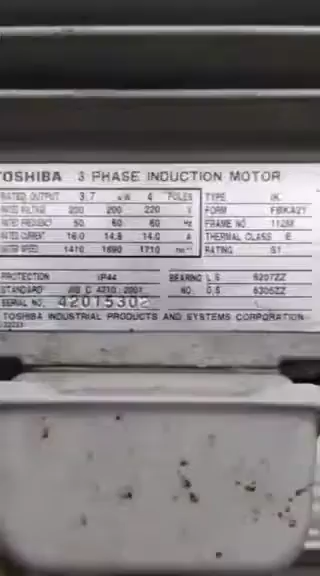 TOSHIBA 3 PHASE INDUCTION MOTOR
RATED OUTPUT 3.7 kW 4 POLES TYPE IK
RATED VOLTAGE 200 200 220 V FORM
RATED FREQUENCY 50 60 60 Hz FRAME NO. 112M
RATED CURRENT 16.0 14.8 14.0 A THERMAL CLASS E
RATED SPEED 1410 1690 1710 RATING S1
PROTECTION IP44 BEARING L.S. 6207ZZ
STANDARD JIS C 4210 : 2001 NO. O.S. 6305ZZ
SERIAL NO. 42015302
TOSHIBA INDUSTRIAL PRODUCTS AND SYSTEMS CORPORATION